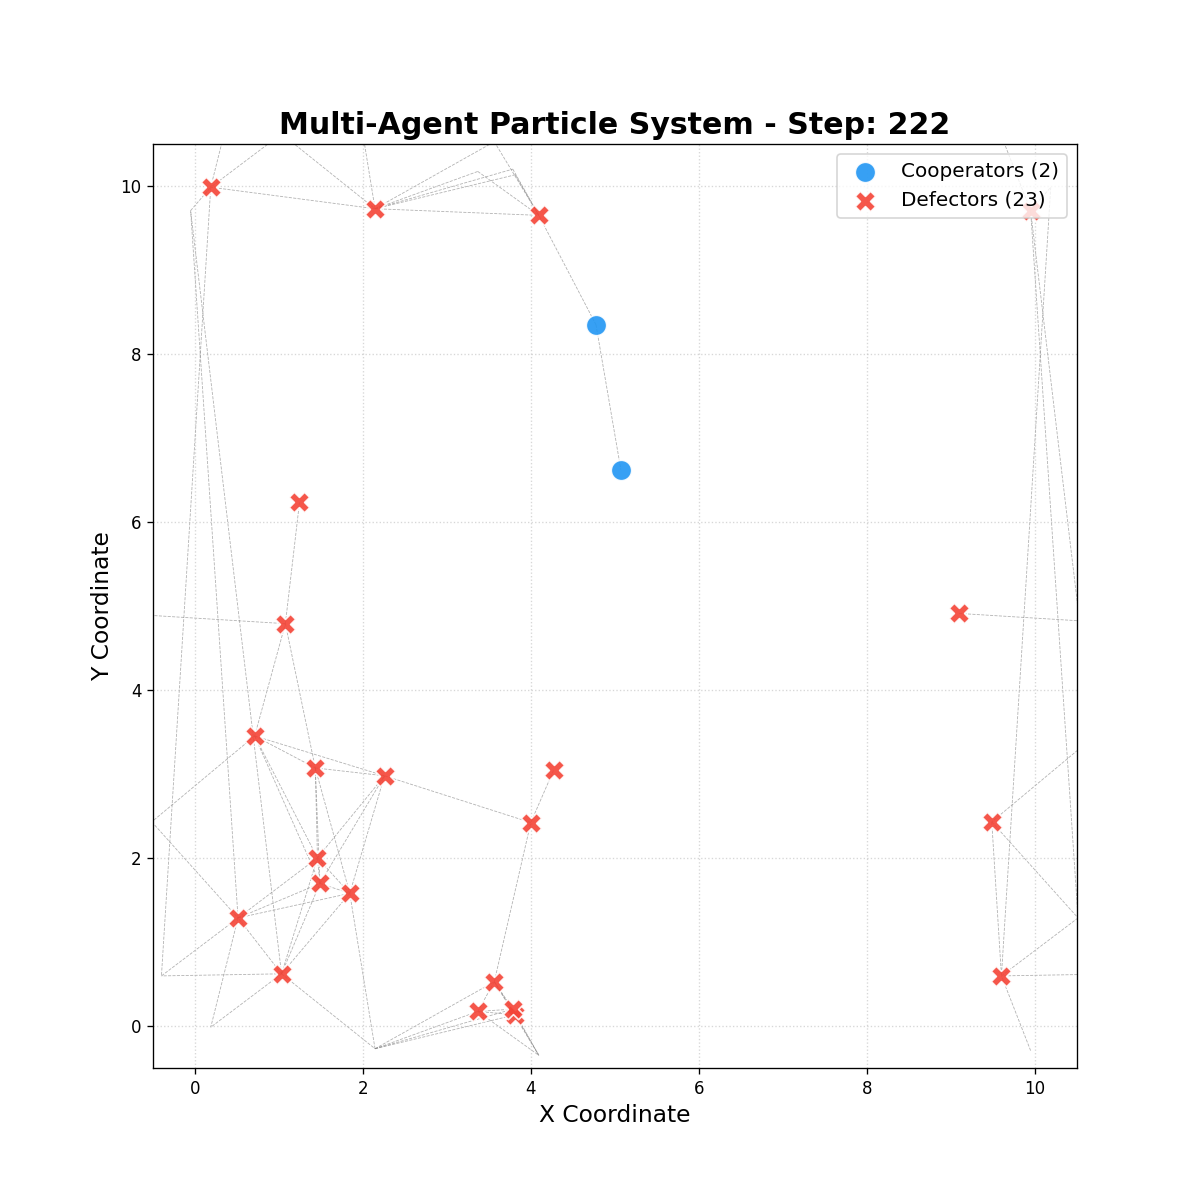 Multi-Agent Particle System - Step: 222
Cooperators (2)
Defectors (23)
10
8
6
4
2
0
Y Coordinate
0 2 4 6 8 10
X Coordinate